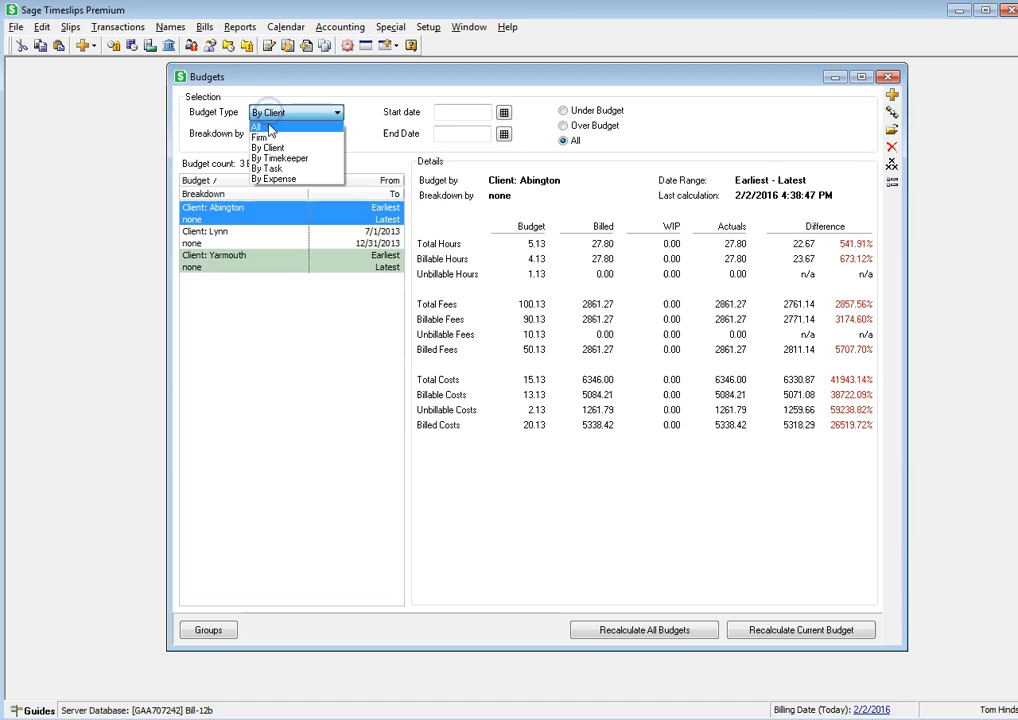 Sage Timeslips Premium
File Edit Slips Transactions Names Bills Reports Calendar Accounting Special Setup Window Help
Budgets
Selection
Budget Type By Client Start date Under Budget
All
Breakdown by End Date Over Budget
Firm
All
By Client
By Timekeeper
By Task
By Expense
Budget count: 3
Budget / From
Breakdown To
Client: Abington Earliest
none Latest
Client: Lynn 7/1/2013
none 12/31/2013
Client: Yarmouth Earliest
none Latest
Details
Budget by Client: Abington Date Range: Earliest - Latest
Breakdown by none Last calculation: 2/2/2016 4:38:47 PM
Budget Billed WIP Actuals Difference
Total Hours 5.13 27.80 0.00 27.80 22.67 541.91%
Billable Hours 4.13 27.80 0.00 27.80 23.67 673.12%
Unbillable Hours 1.13 0.00 0.00 0.00 n/a n/a
Total Fees 100.13 2861.27 0.00 2861.27 2761.14 2857.56%
Billable Fees 90.13 2861.27 0.00 2861.27 2771.14 3174.60%
Unbillable Fees 10.13 0.00 0.00 0.00 n/a n/a
Billed Fees 50.13 2861.27 0.00 2861.27 2811.14 5707.70%
Total Costs 15.13 6346.00 0.00 6346.00 6330.87 41943.14%
Billable Costs 13.13 5084.21 0.00 5084.21 5071.08 38722.09%
Unbillable Costs 2.13 1261.79 0.00 1261.79 1259.66 59238.82%
Billed Costs 20.13 5338.42 0.00 5338.42 5318.29 26519.72%
Groups Recalculate All Budgets Recalculate Current Budget
Guides Server Database: [GAA707242] Bill-12b Billing Date (Today): 2/2/2016 Tom Hinds